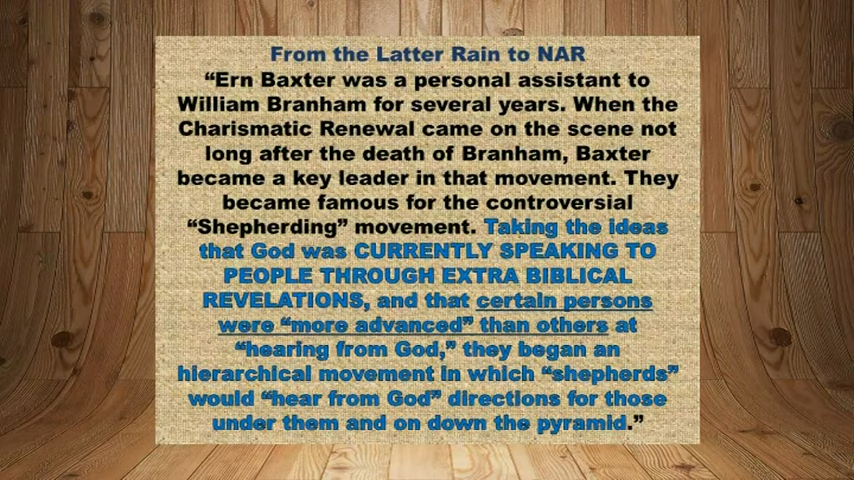 From the Latter Rain to NAR
“Ern Baxter was a personal assistant to
William Branham for several years. When the
Charismatic Renewal came on the scene not
long after the death of Branham, Baxter
became a key leader in that movement. They
became famous for the controversial
“Shepherding” movement. Taking the ideas
that God was CURRENTLY SPEAKING TO
PEOPLE THROUGH EXTRA BIBLICAL
REVELATIONS, and that certain persons
were “more advanced” than others at
“hearing from God,” they began an
hierarchical movement in which “shepherds”
would “hear from God” directions for those
under them and on down the pyramid.”